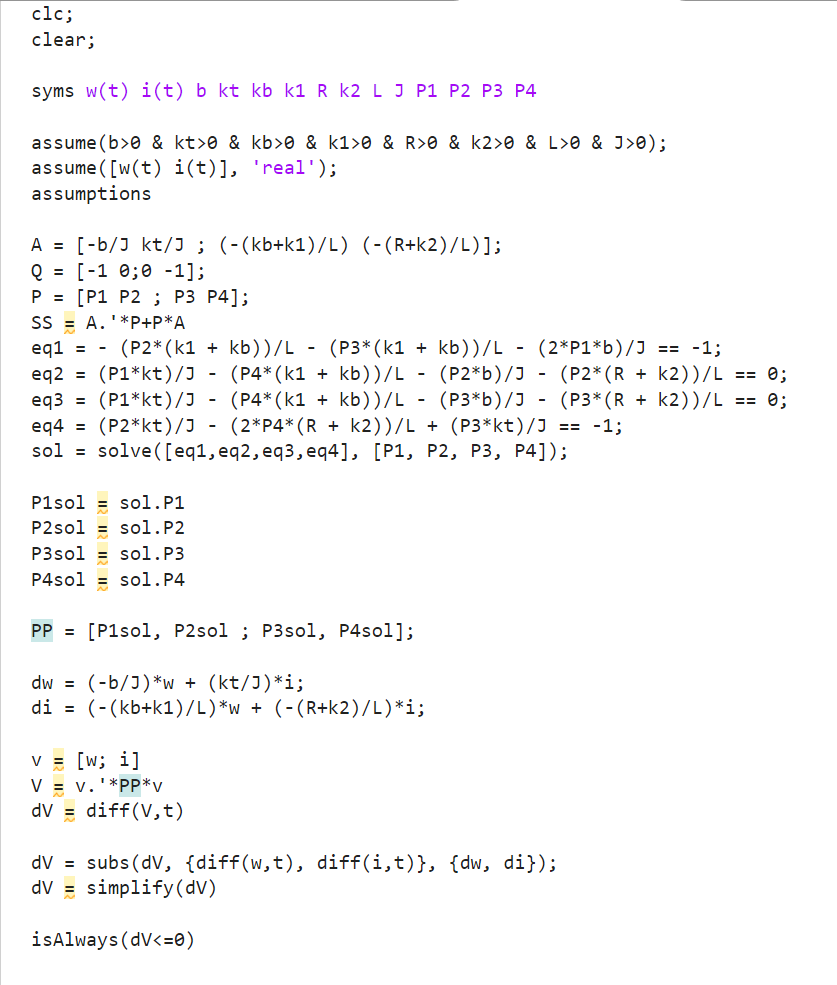 clc;
clear;
syms w(t) i(t) b kt kb k1 R k2 L J P1 P2 P3 P4
assume(b>0 & kt>0 & kb>0 & k1>0 & R>0 & k2>0 & L>0 & J>0);
assume([w(t) i(t)], 'real');
assumptions
A = [-b/J kt/J ; (-(kb+k1)/L) (-(R+k2)/L)];
Q = [-1 0;0 -1];
P = [P1 P2 ; P3 P4];
SS = A.'*P+P*A
eq1 = - (P2*(k1 + kb))/L - (P3*(k1 + kb))/L - (2*P1*b)/J == -1;
eq2 = (P1*kt)/J - (P4*(k1 + kb))/L - (P2*b)/J - (P2*(R + k2))/L == 0;
eq3 = (P1*kt)/J - (P4*(k1 + kb))/L - (P3*b)/J - (P3*(R + k2))/L == 0;
eq4 = (P2*kt)/J - (2*P4*(R + k2))/L + (P3*kt)/J == -1;
sol = solve([eq1,eq2,eq3,eq4], [P1, P2, P3, P4]);
P1sol = sol.P1
P2sol = sol.P2
P3sol = sol.P3
P4sol = sol.P4
PP = [P1sol, P2sol ; P3sol, P4sol];
dw = (-b/J)*w + (kt/J)*i;
di = (-(kb+k1)/L)*w + (-(R+k2)/L)*i;
v = [w; i]
V = v.'*PP*v
dV = diff(V,t)
dV = subs(dV, {diff(w,t), diff(i,t)}, {dw, di});
dV = simplify(dV)
isAlways(dV<=0)